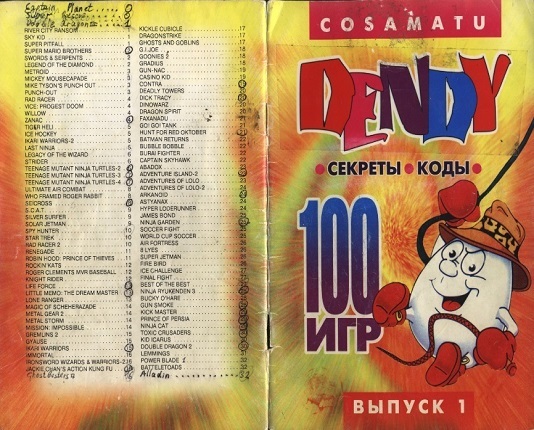 Captain Planet
RIVER CITY RANSOM
SKY KID
SUPER PITFALL
SUPER MARIO BROTHERS
SWORDS & SERPENTS
LEGEND OF THE DIAMOND
METROID
MICKEY MOUSECAPADE
MIKE TYSON'S PUNCH OUT
PUNCH-OUT
RAD RACER
VICE: PROGEST DOOM
WILLOW
ZANAC
TIGER HELI
ICE HOCKEY
IKARI WARRIORS-2
LAST NINJA
LEGACY OF THE WIZARD
STRIDER
TEENAGE MUTANT NINJA TURTLES-2
TEENAGE MUTANT NINJA TURTLES-3
TEENAGE MUTANT NINJA TURTLES-4
ULTIMATE AIR COMBAT
WHO FRAMED ROGER RABBIT
SEICROSS
S.C.A.T.
SILVER SURFER
SOLAR JETMAN
SPY HUNTER
STAR TREK
RAD RACER 2
RENEGADE
ROBIN HOOD: PRINCE OF THIEVES
ROCKIN KATS
ROGER CLEMENTS MVR BASEBALL
KNIGHT RIDER
LIFE FORCE
LITTLE MEMO: THE DREAM MASTER
LONE RANGER
MAGIC OF SCHEHERAZADE
METAL GEAR 2
METAL STORM
MISSION: IMPOSSIBLE
GREMLINS 2
GYAUSE
IKARI WARRIORS
IMMORTAL
IRONSWORD WIZARDS & WARRIORS-2
JACKIE CHAN'S ACTION KUNG FU
KICKLE CUBICLE 17
DRAGONSTRIKE 17
GHOSTS AND GOBLINS 17
G.I.JOE 18
GOONIES 18
GRADIUS 18
GUN-NAC
CASINO KID
CONTRA
DEADLY TOWERS
DICK TRACY
DINOWARZ
DRAGON SPIRIT
FAXANADU
GO! GO! TANK
HUNT FOR RED OKTOBER
BATMAN RETURNS
BUBBLE BOBBLE
BURAI FIGHTER
CAPTAIN SKYHAWK
ABADOX
ADVENTURE ISLAND-2
ADVENTURES OF LOLO
ADVENTURES OF LOLO-2
ARKANOID
ASTYANAX
HYPER LODERUNNER
JAMES BOND
NINJA GARDEN
SOCCER FIGHT
WORLD CUP SOCCER
AIR FORTRESS
8 LYES
SUPER JETMAN
FIRE BIRD
ICE CHALLENGE
FINAL FIGHT
BEST OF THE BEST
NINJA RYUKENDEN 3
BUCKY O'HARE
GUN SMOKE
KICK MASTER
PRINCE OF PERSIA
NINJA CAT
TOXIC CRUSADERS
KID ICARUS
DOUBLE DRAGON 2
LEMMINGS
POWER BLADE 1
BATTLETOADS
Alladin
COSAMATU
DENDY
СЕКРЕТЫ • КОДЫ •
100
ИГР
ВЫПУСК 1